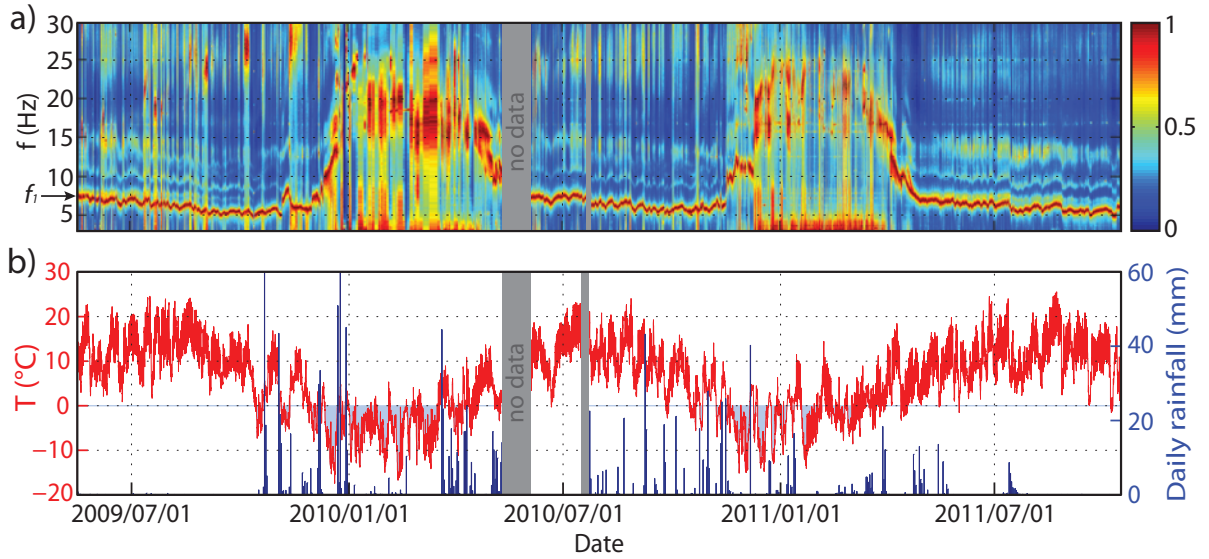 a)
30
25
20
15
10
5
f (Hz)
f₁
no data
1
0.5
0
b)
30
20
10
0
−10
−20
T (°C)
no data
60
40
20
0
Daily rainfall (mm)
2009/07/01 2010/01/01 2010/07/01 2011/01/01 2011/07/01
Date